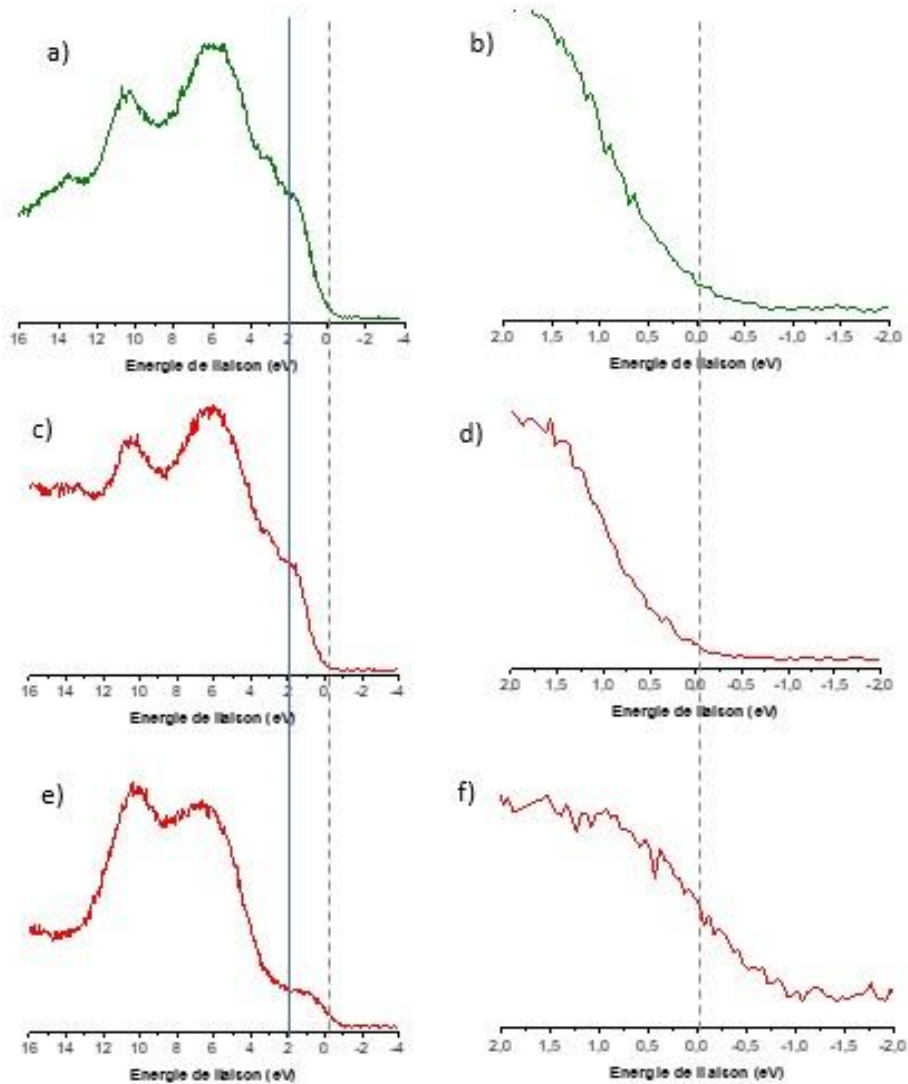 a)
b)
16 14 12 10 8 6 4 2 0 -2 -4
Energie de liaison (eV)
2,0 1,5 1,0 0,5 0,0 -0,5 -1,0 -1,5 -2,0
Energie de liaison (eV)
c)
d)
16 14 12 10 8 6 4 2 0 -2 -4
Energie de liaison (eV)
2,0 1,5 1,0 0,5 0,0 -0,5 -1,0 -1,5 -2,0
Energie de liaison (eV)
e)
f)
16 14 12 10 8 6 4 2 0 -2 -4
Energie de liaison (eV)
2,0 1,5 1,0 0,5 0,0 -0,5 -1,0 -1,5 -2,0
Energie de liaison (eV)